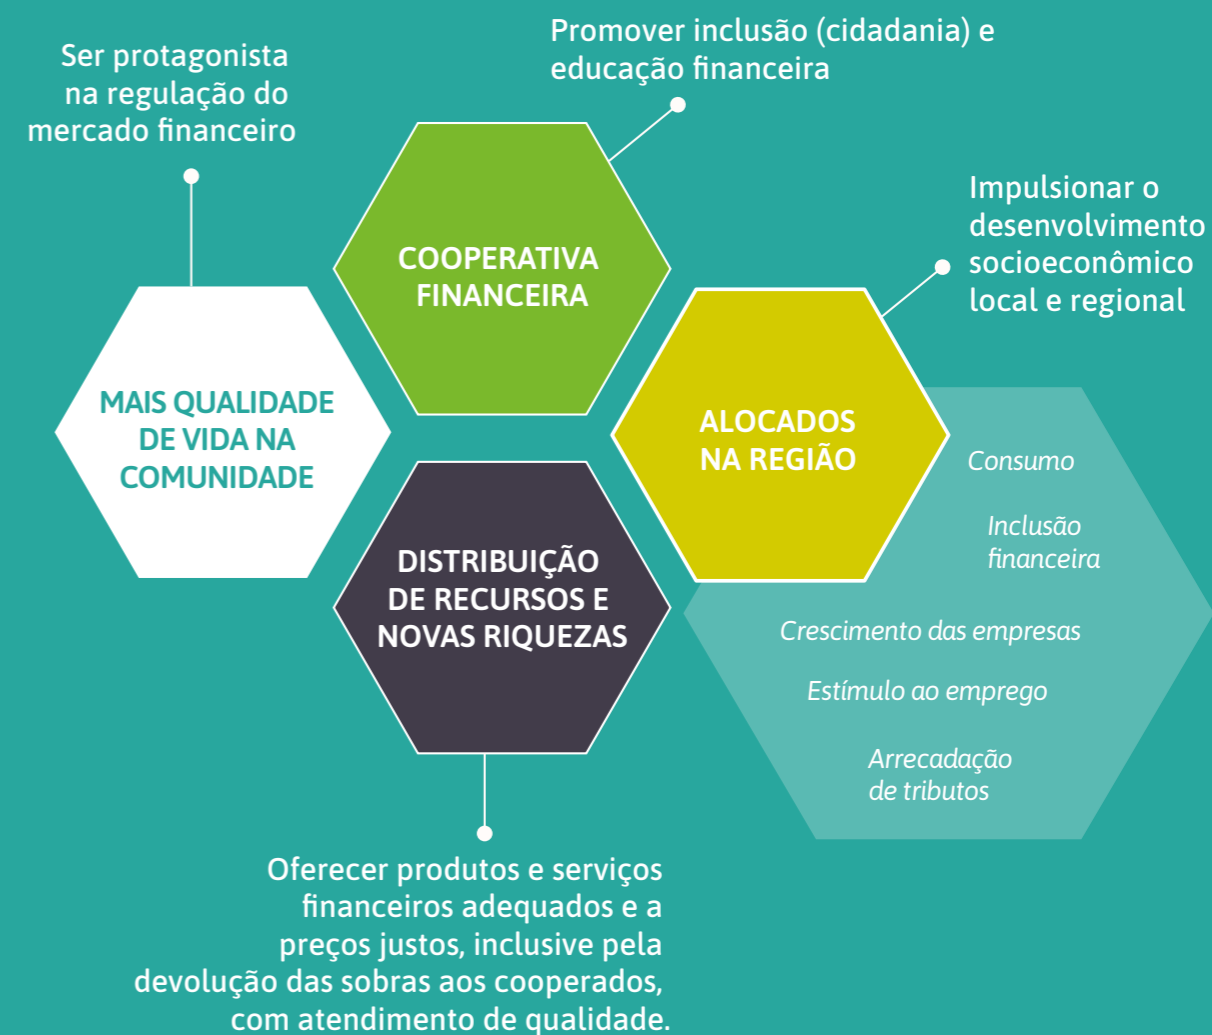 Ser protagonista
na regulação do
mercado financeiro
Promover inclusão (cidadania) e
educação financeira
Impulsionar o
desenvolvimento
socioeconômico
local e regional
COOPERATIVA
FINANCEIRA
MAIS QUALIDADE
DE VIDA NA
COMUNIDADE
ALOCADOS
NA REGIÃO
DISTRIBUIÇÃO
DE RECURSOS E
NOVAS RIQUEZAS
Consumo
Inclusão
financeira
Crescimento das empresas
Estímulo ao emprego
Arrecadação
de tributos
Oferecer produtos e serviços
financeiros adequados e a
preços justos, inclusive pela
devolução das sobras aos cooperados,
com atendimento de qualidade.